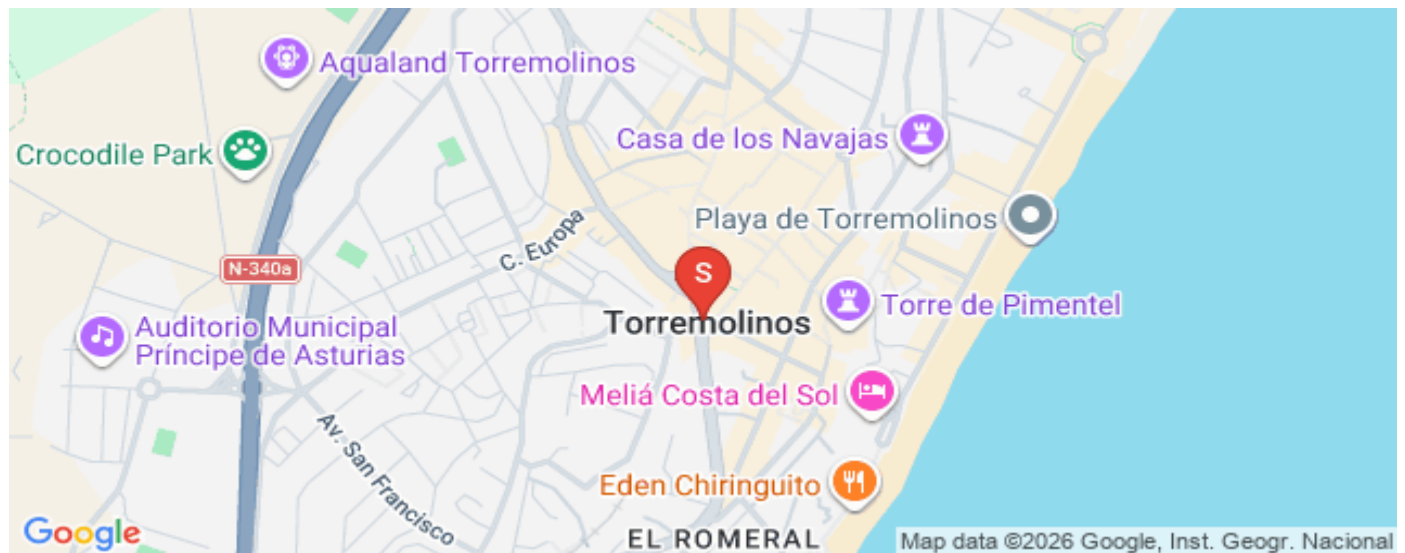 Aqualand Torremolinos
Casa de los Navajas
Crocodile Park
Playa de Torremolinos
C. Europa
N-340a
S
Torremolinos
Torre de Pimentel
Auditorio Municipal
Príncipe de Asturias
Meliá Costa del Sol
Av. San Francisco
Eden Chiringuito
EL ROMERAL
Google
Map data ©2026 Google, Inst. Geogr. Nacional